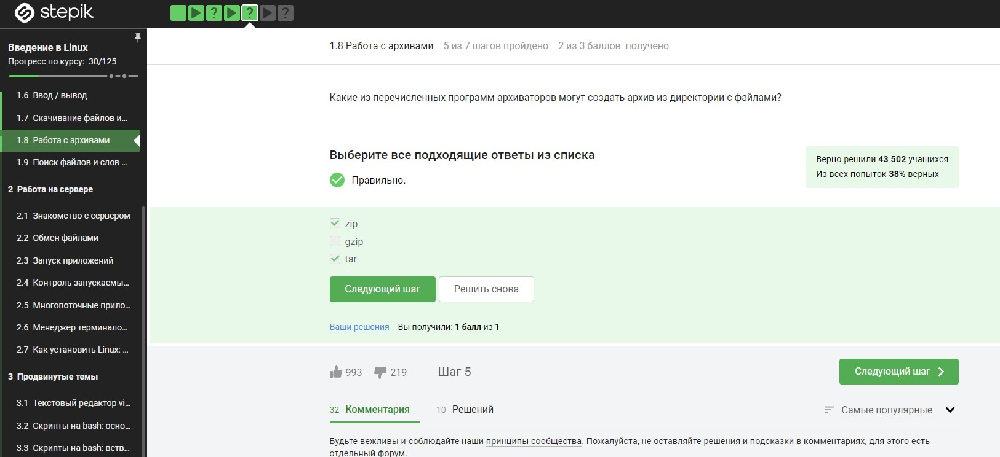 stepik
Введение в Linux
Прогресс по курсу: 30/125
1.6 Ввод / вывод
1.7 Скачивание файлов и...
1.8 Работа с архивами
1.9 Поиск файлов и слов ...
2 Работа на сервере
2.1 Знакомство с сервером
2.2 Обмен файлами
2.3 Запуск приложений
2.4 Контроль запускаемы...
2.5 Многопоточные прило...
2.6 Менеджер терминало...
2.7 Как установить Linux: ...
3 Продвинутые темы
3.1 Текстовый редактор vi...
3.2 Скрипты на bash: осно...
3.3 Скрипты на bash: ветв...
1.8 Работа с архивами 5 из 7 шагов пройдено 2 из 3 баллов получено
Какие из перечисленных программ-архиваторов могут создать архив из директории с файлами?
Выберите все подходящие ответы из списка
Правильно.
Верно решили 43 502 учащихся
Из всех попыток 38% верных
zip
gzip
tar
Следующий шаг Решить снова
Ваши решения Вы получили: 1 балл из 1
993 219 Шаг 5 Следующий шаг
32 Комментария 10 Решений Самые популярные
Будьте вежливы и соблюдайте наши принципы сообщества. Пожалуйста, не оставляйте решения и подсказки в комментариях, для этого есть
отдельный форум.